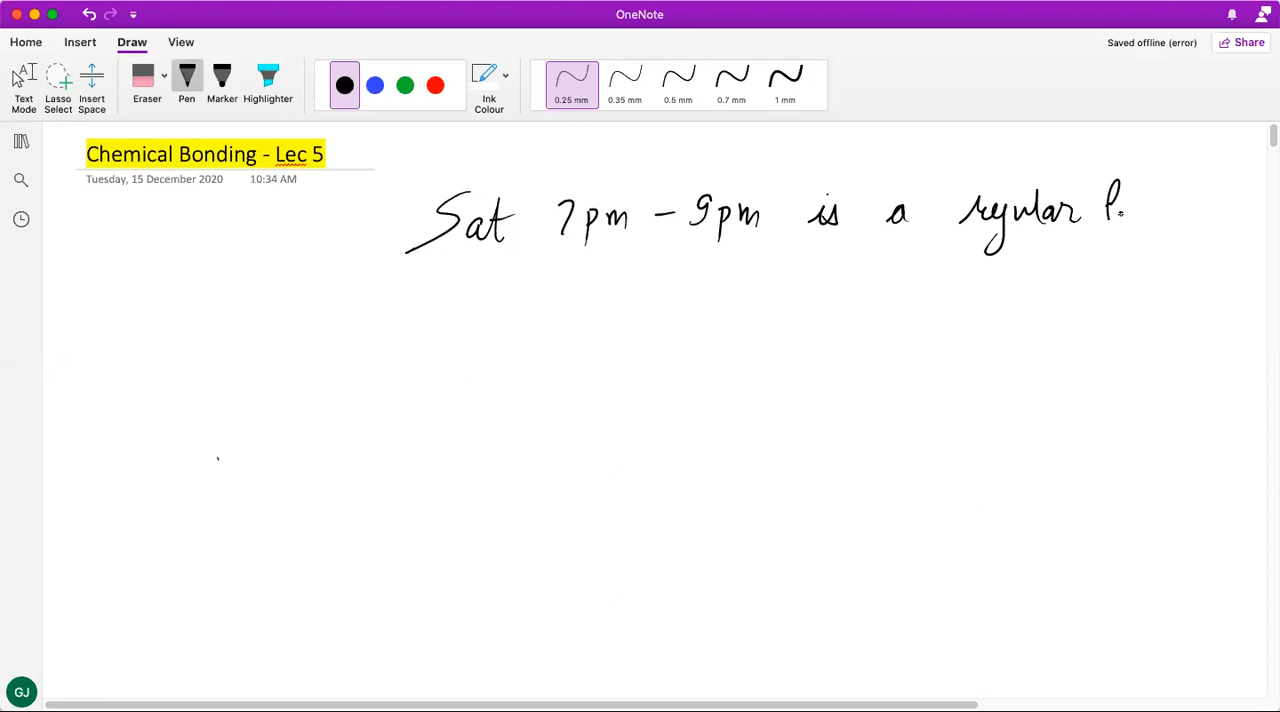 OneNote
Home Insert Draw View
Saved offline (error) Share
Text Mode
Lasso Select
Insert Space
Eraser
Pen
Marker
Highlighter
Ink Colour
0.25 mm
0.35 mm
0.5 mm
0.7 mm
1 mm
Chemical Bonding - Lec 5
Tuesday, 15 December 2020 10:34 AM
Sat 7pm - 9pm is a regular
GJ